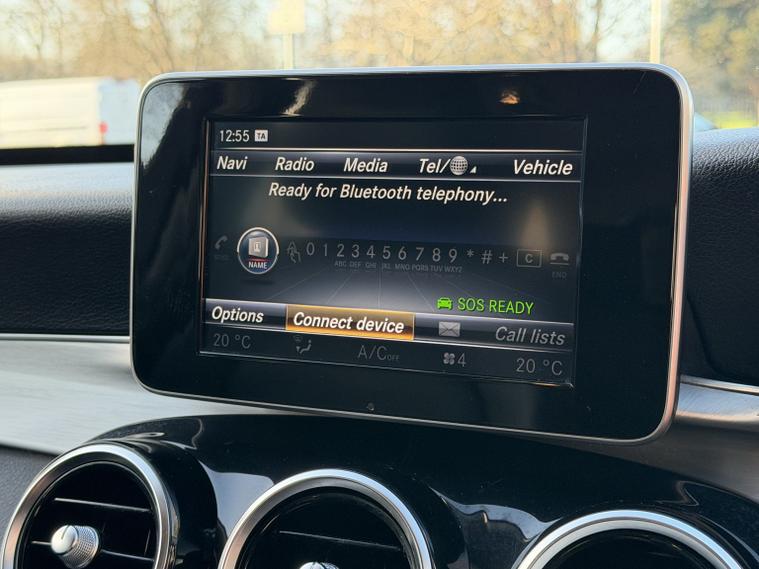 12:55 TA
Navi Radio Media Tel/ Vehicle
Ready for Bluetooth telephony...
0 1 2 3 4 5 6 7 8 9 * # + C
ABC DEF GHI JKL MNO PQRS TUV WXYZ
NAME END
SOS READY
Options Connect device Call lists
20 °C A/C OFF 4 20 °C